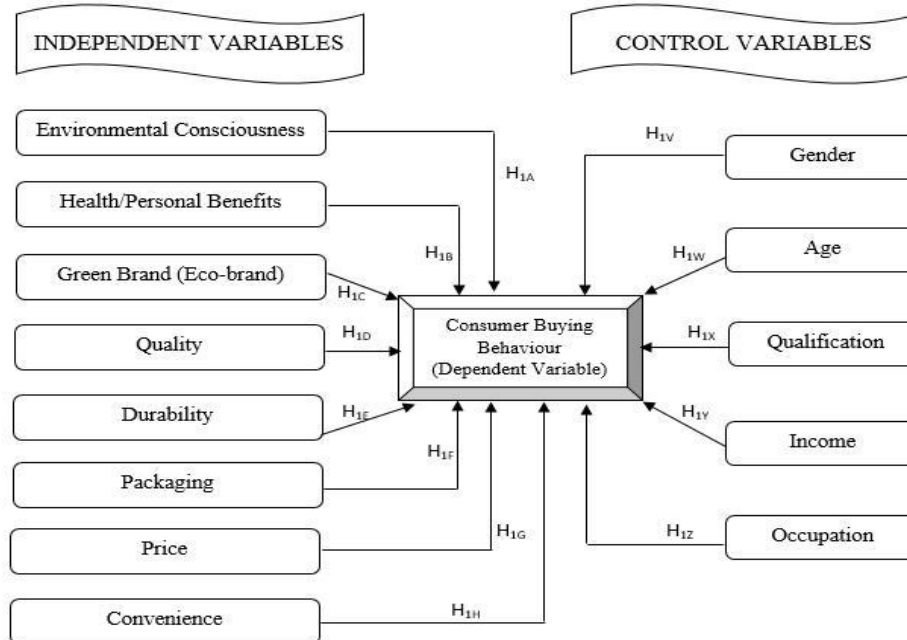 INDEPENDENT VARIABLES
CONTROL VARIABLES
Environmental Consciousness
H1A
H1V
Gender
Health/Personal Benefits
H1B
H1W
Age
Green Brand (Eco-brand)
H1C
Consumer Buying
Behaviour
(Dependent Variable)
Quality
H1D
H1X
Qualification
Durability
H1E
H1Y
Income
Packaging
H1F
Price
H1G
H1Z
Occupation
Convenience
H1H